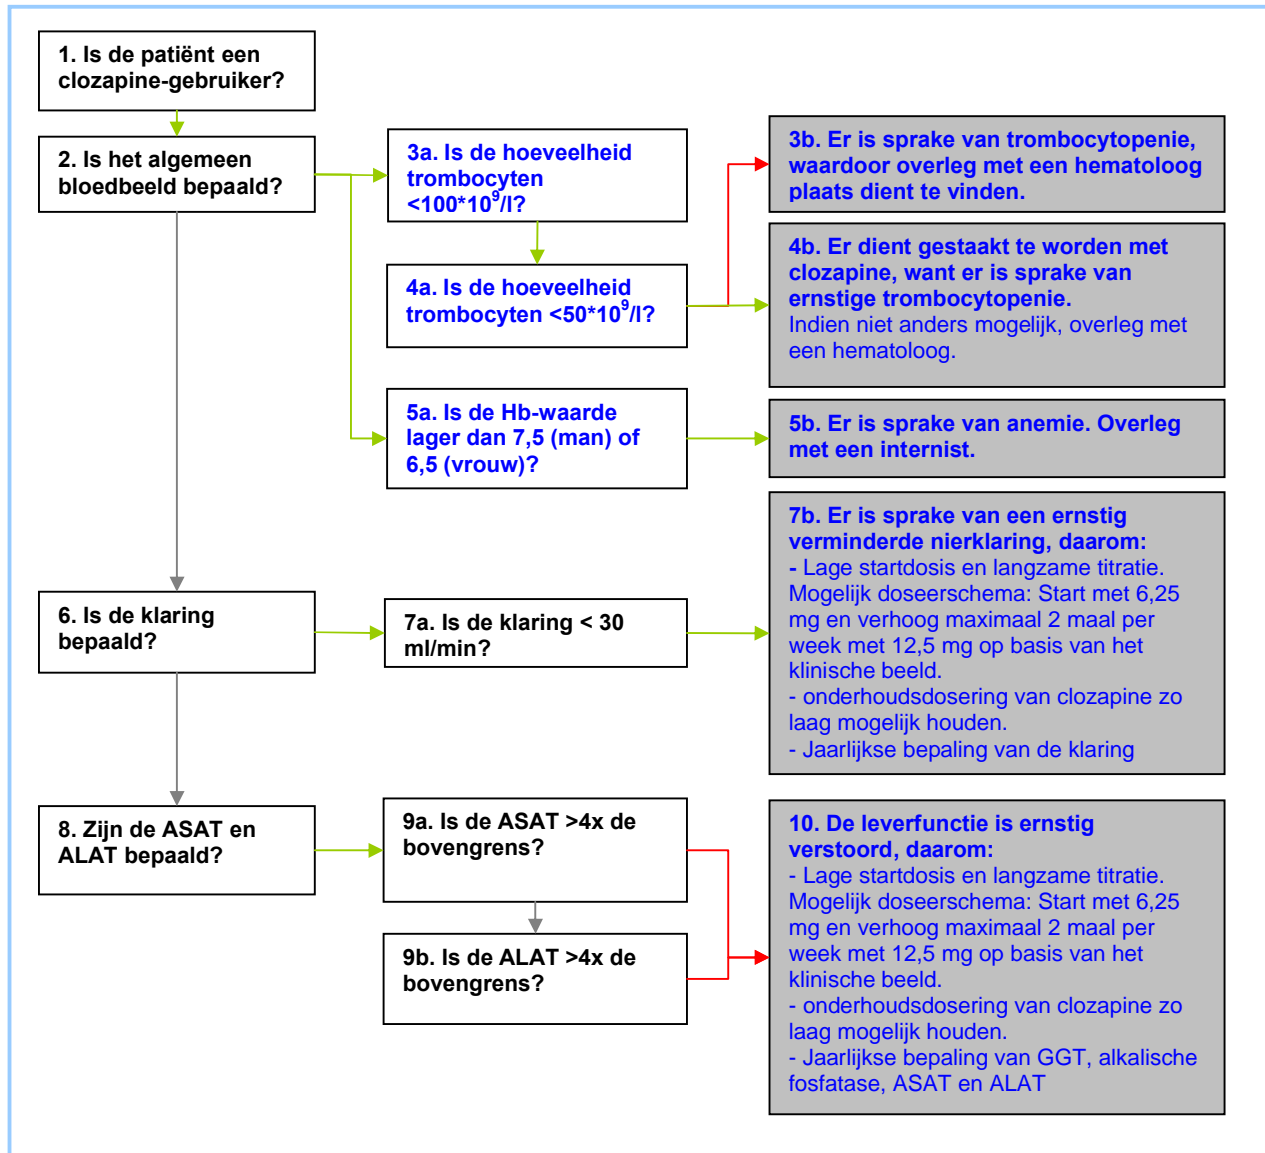 1. Is de patiënt een
clozapine-gebruiker?
2. Is het algemeen
bloedbeeld bepaald?
3a. Is de hoeveelheid
trombocyten
<100*10⁹/l?
3b. Er is sprake van trombocytopenie,
waardoor overleg met een hematoloog
plaats dient te vinden.
4a. Is de hoeveelheid
trombocyten <50*10⁹/l?
4b. Er dient gestaakt te worden met
clozapine, want er is sprake van
ernstige trombocytopenie.
Indien niet anders mogelijk, overleg met
een hematoloog.
5a. Is de Hb-waarde
lager dan 7,5 (man) of
6,5 (vrouw)?
5b. Er is sprake van anemie. Overleg
met een internist.
6. Is de klaring
bepaald?
7a. Is de klaring < 30
ml/min?
7b. Er is sprake van een ernstig
verminderde nierklaring, daarom:
- Lage startdosis en langzame titratie.
Mogelijk doseerschema: Start met 6,25
mg en verhoog maximaal 2 maal per
week met 12,5 mg op basis van het
klinische beeld.
- onderhoudsdosering van clozapine zo
laag mogelijk houden.
- Jaarlijkse bepaling van de klaring
8. Zijn de ASAT en
ALAT bepaald?
9a. Is de ASAT >4x de
bovengrens?
9b. Is de ALAT >4x de
bovengrens?
10. De leverfunctie is ernstig
verstoord, daarom:
- Lage startdosis en langzame titratie.
Mogelijk doseerschema: Start met 6,25
mg en verhoog maximaal 2 maal per
week met 12,5 mg op basis van het
klinische beeld.
- onderhoudsdosering van clozapine zo
laag mogelijk houden.
- Jaarlijkse bepaling van GGT, alkalische
fosfatase, ASAT en ALAT